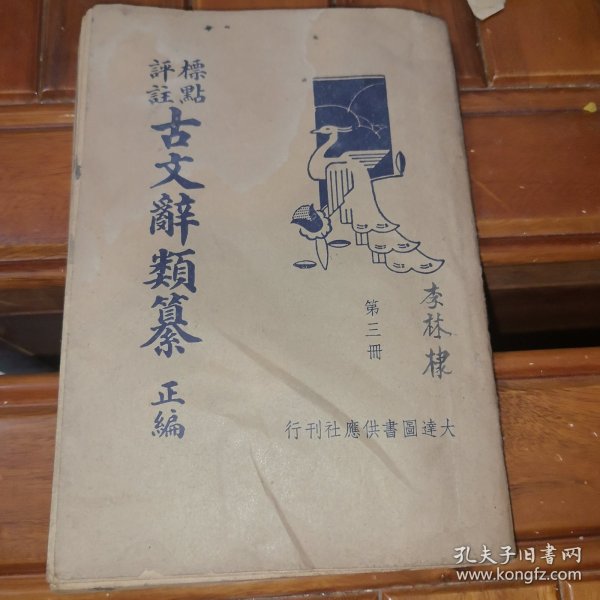 標點
評註
古文辭類纂 正編
第三冊
李林棣
大達圖書供應社刊行
孔夫子旧书网
www.kongfz.com